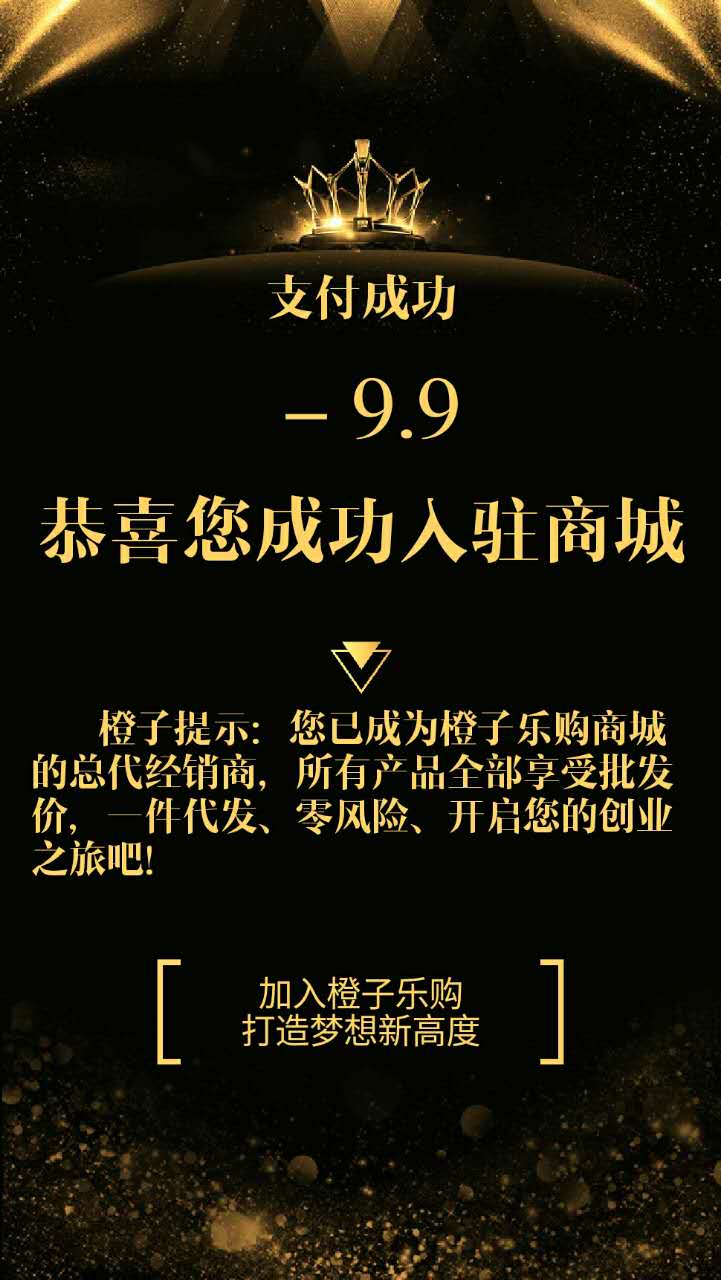 支付成功
- 9.9
恭喜您成功入驻商城
橙子提示：您已成为橙子乐购商城
的总代经销商，所有产品全部享受批发
价，一件代发、零风险、开启您的创业
之旅吧！
加入橙子乐购
打造梦想新高度